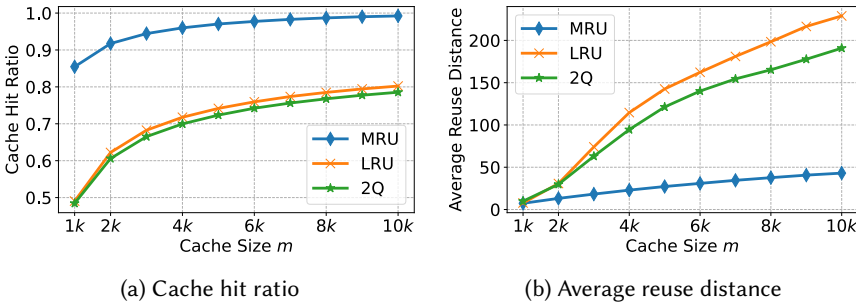 1.0
0.9
0.8
0.7
0.6
0.5
Cache Hit Ratio
MRU
LRU
2Q
1k 2k 4k 6k 8k 10k
Cache Size m
(a) Cache hit ratio
200
150
100
50
0
Average Reuse Distance
MRU
LRU
2Q
1k 2k 4k 6k 8k 10k
Cache Size m
(b) Average reuse distance